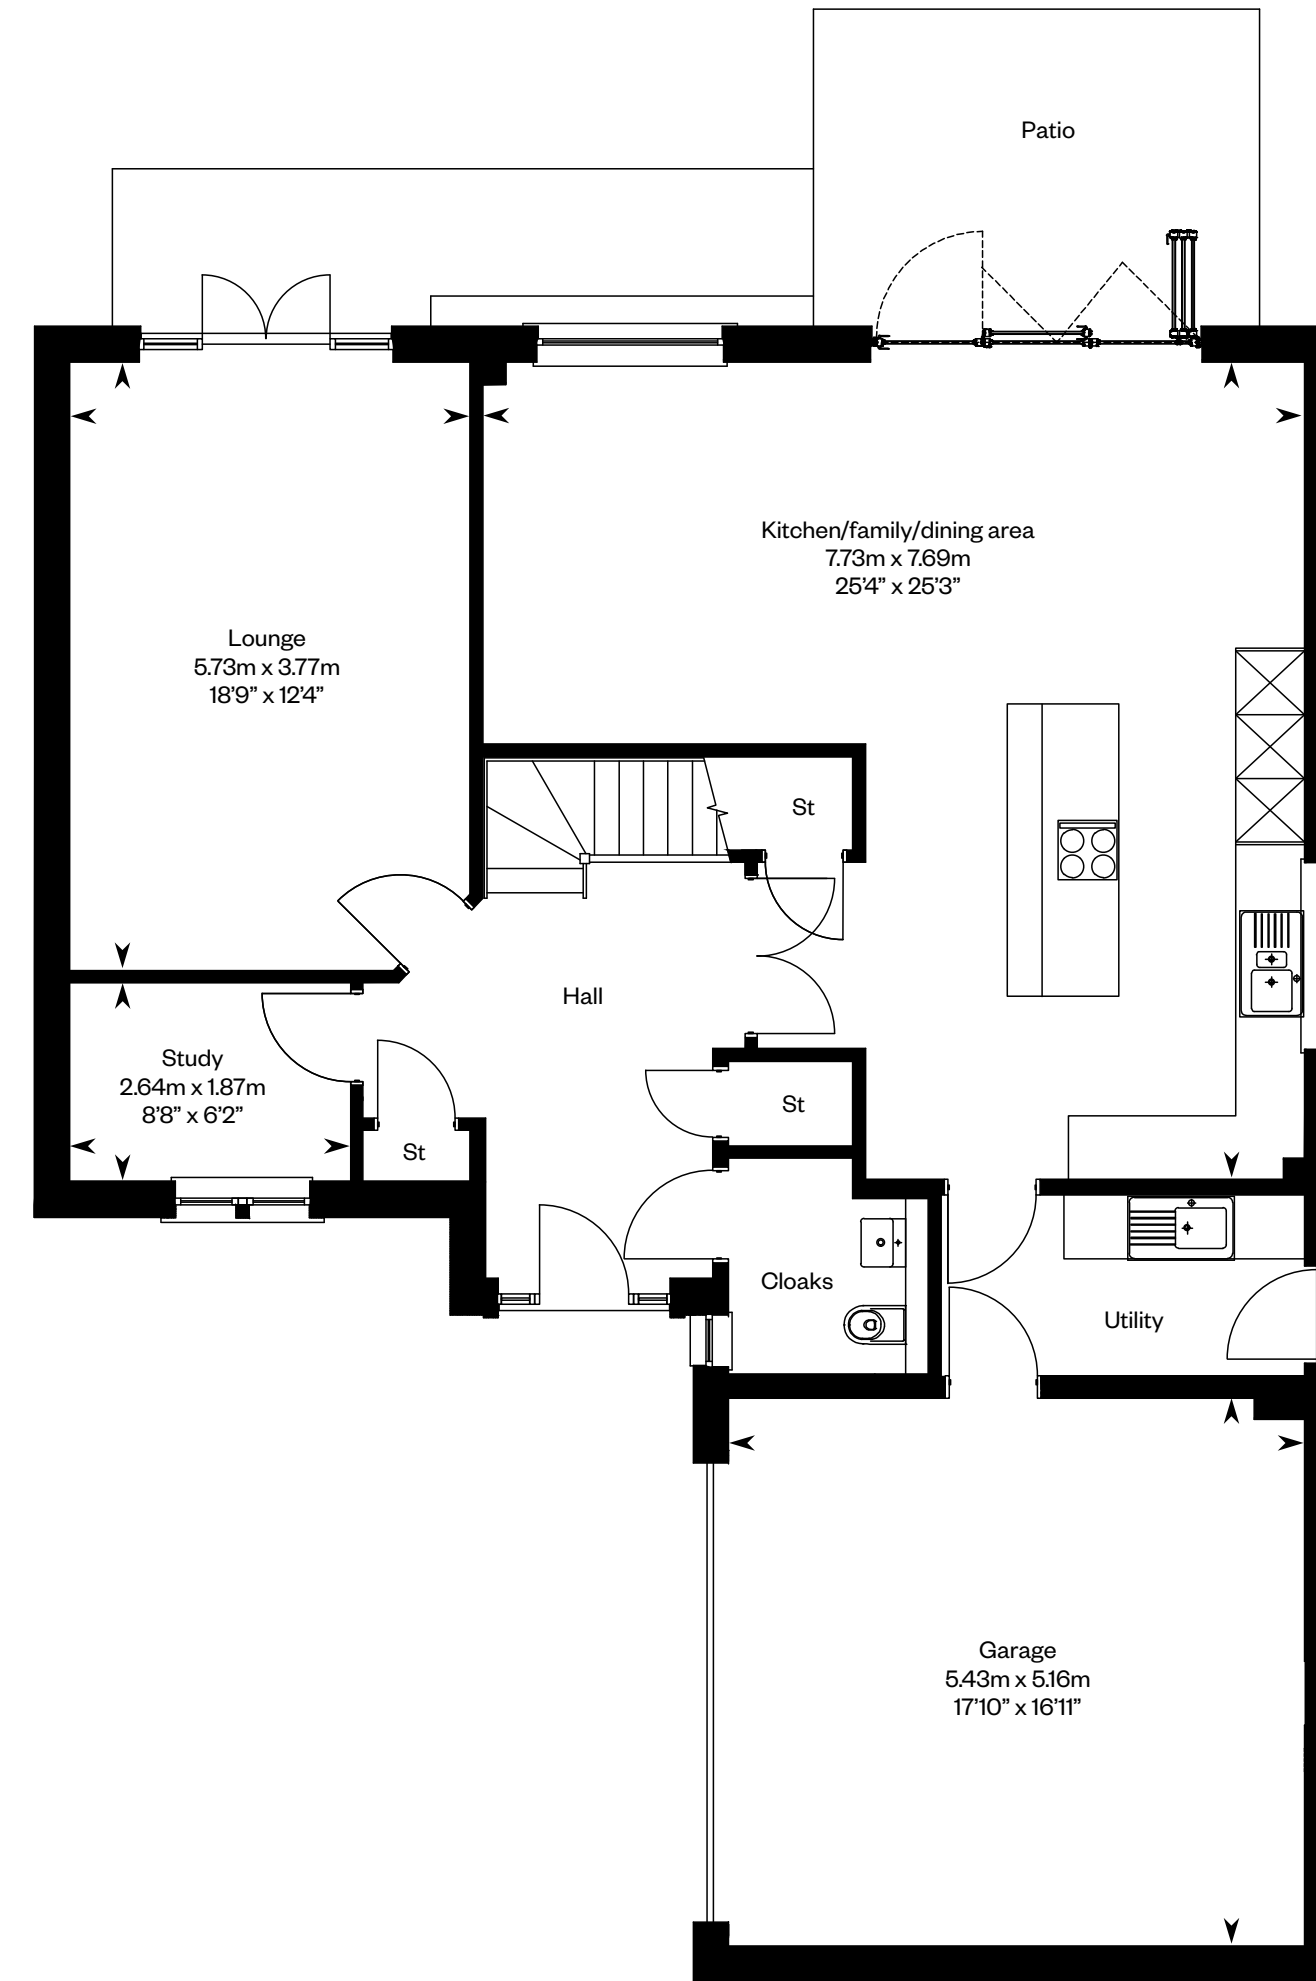 Patio
Kitchen/family/dining area
7.73m x 7.69m
25’4” x 25’3”
Lounge
5.73m x 3.77m
18’9” x 12’4”
St
Hall
Study
2.64m x 1.87m
8’8” x 6’2”
St
St
Cloaks
Utility
Garage
5.43m x 5.16m
17’10” x 16’11”